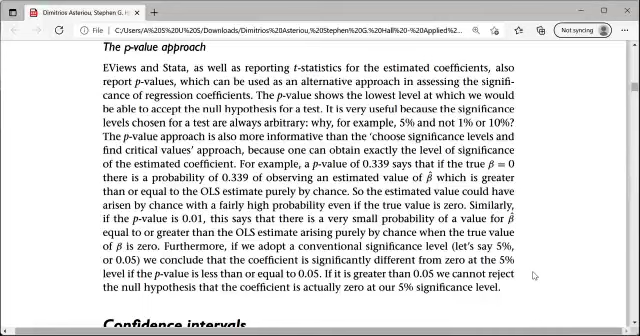 Dimitrios Asteriou, Stephen G. H
File
C:/Users/A%20S%20U%20S/Downloads/Dimitrios%20Asteriou,%20Stephen%20G.%20Hall%20-%20Applied%2...
Not syncing
The p-value approach
EViews and Stata, as well as reporting t-statistics for the estimated coefficients, also
report p-values, which can be used as an alternative approach in assessing the signifi-
cance of regression coefficients. The p-value shows the lowest level at which we would
be able to accept the null hypothesis for a test. It is very useful because the significance
levels chosen for a test are always arbitrary: why, for example, 5% and not 1% or 10%?
The p-value approach is also more informative than the ‘choose significance levels and
find critical values’ approach, because one can obtain exactly the level of significance
of the estimated coefficient. For example, a p-value of 0.339 says that if the true β = 0
there is a probability of 0.339 of observing an estimated value of β̂ which is greater
than or equal to the OLS estimate purely by chance. So the estimated value could have
arisen by chance with a fairly high probability even if the true value is zero. Similarly,
if the p-value is 0.01, this says that there is a very small probability of a value for β̂
equal to or greater than the OLS estimate arising purely by chance when the true value
of β is zero. Furthermore, if we adopt a conventional significance level (let’s say 5%,
or 0.05) we conclude that the coefficient is significantly different from zero at the 5%
level if the p-value is less than or equal to 0.05. If it is greater than 0.05 we cannot reject
the null hypothesis that the coefficient is actually zero at our 5% significance level.
Confidence intervals